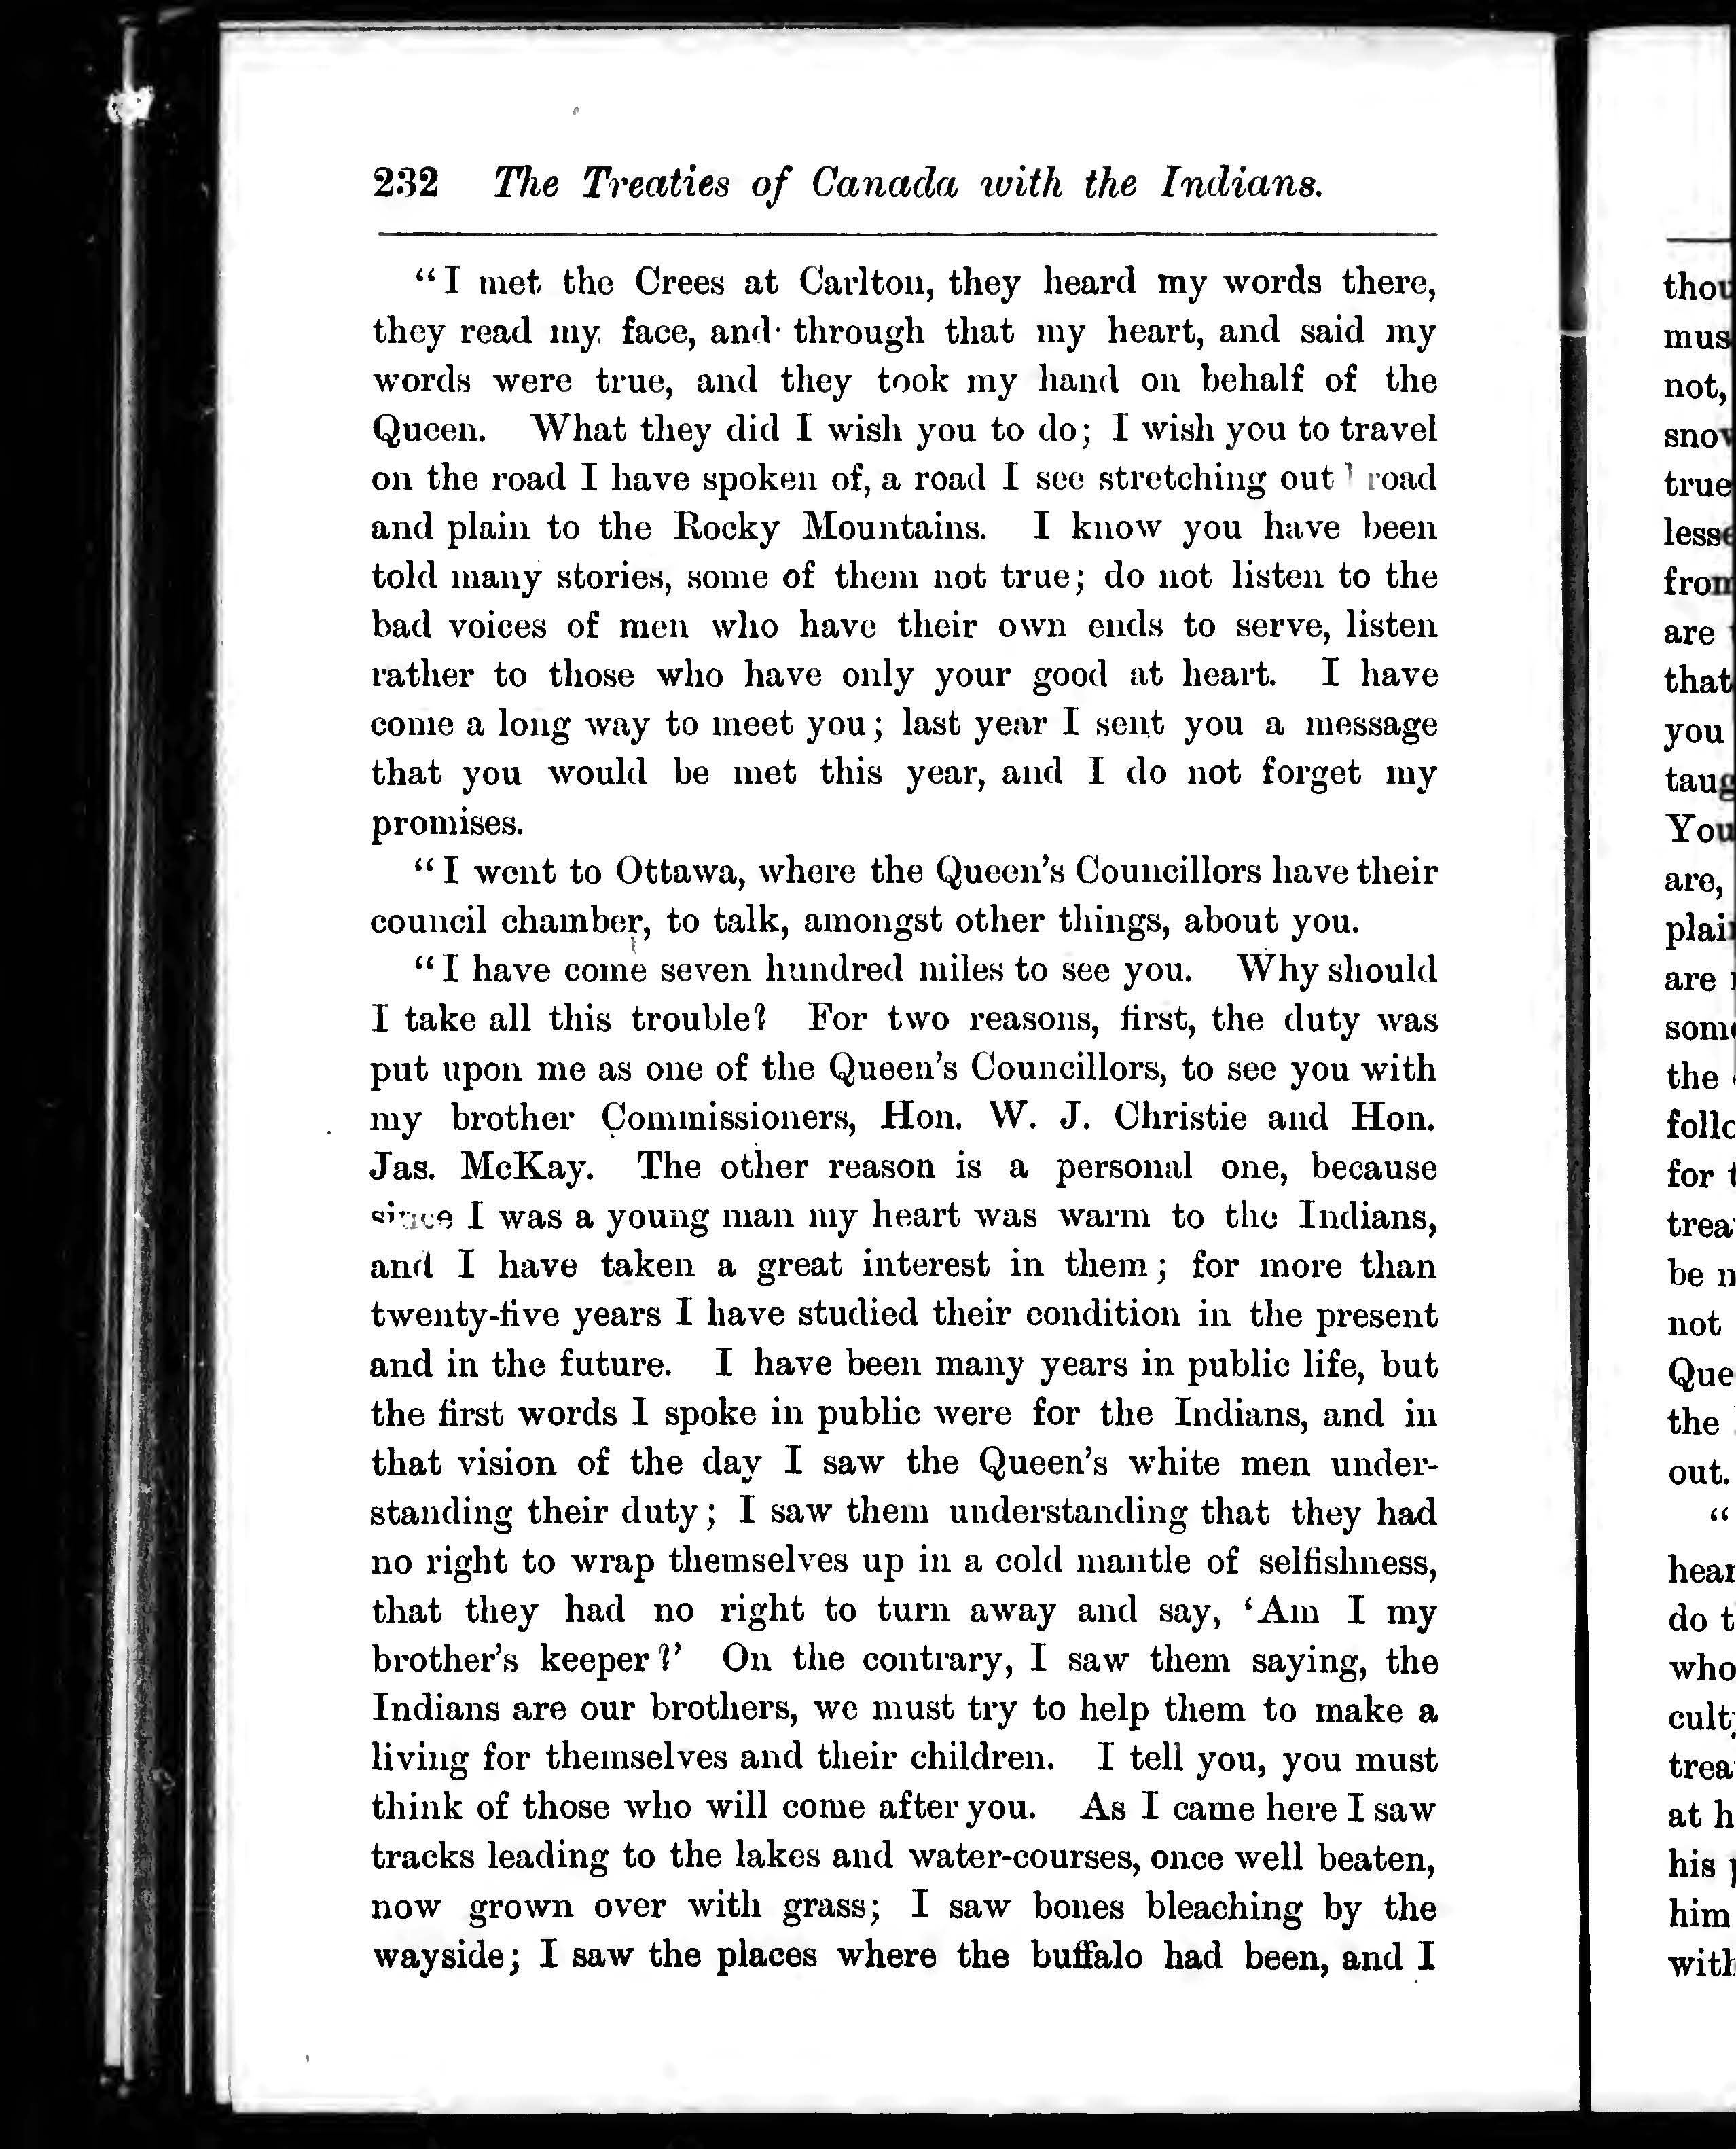 232 The Treaties of Canada with the Indians.
"I met the Crees at Carlton, they heard my words there,
they read my face, and through that my heart, and said my
words were true, and they took my hand on behalf of the
Queen. What they did I wish you to do; I wish you to travel
on the road I have spoken of, a road I see stretching out road
and plain to the Rocky Mountains. I know you have been
told many stories, some of them not true; do not listen to the
bad voices of men who have their own ends to serve, listen
rather to those who have only your good at heart. I have
come a long way to meet you; last year I sent you a message
that you would be met this year, and I do not forget my
promises.
"I went to Ottawa, where the Queen's Councillors have their
council chamber, to talk, amongst other things, about you.
"I have come seven hundred miles to see you. Why should
I take all this trouble? For two reasons, first, the duty was
put upon me as one of the Queen's Councillors, to see you with
my brother Commissioners, Hon. W. J. Christie and Hon.
Jas. McKay. The other reason is a personal one, because
since I was a young man my heart was warm to the Indians,
and I have taken a great interest in them; for more than
twenty-five years I have studied their condition in the present
and in the future. I have been many years in public life, but
the first words I spoke in public were for the Indians, and in
that vision of the day I saw the Queen's white men under-
standing their duty; I saw them understanding that they had
no right to wrap themselves up in a cold mantle of selfishness,
that they had no right to turn away and say, 'Am I my
brother's keeper?' On the contrary, I saw them saying, the
Indians are our brothers, we must try to help them to make a
living for themselves and their children. I tell you, you must
think of those who will come after you. As I came here I saw
tracks leading to the lakes and water-courses, once well beaten,
now grown over with grass; I saw bones bleaching by the
wayside; I saw the places where the buffalo had been, and I
not,
true
are
that
you
are,
are
the
for
be
not
the
out.
"
do
at
his
him